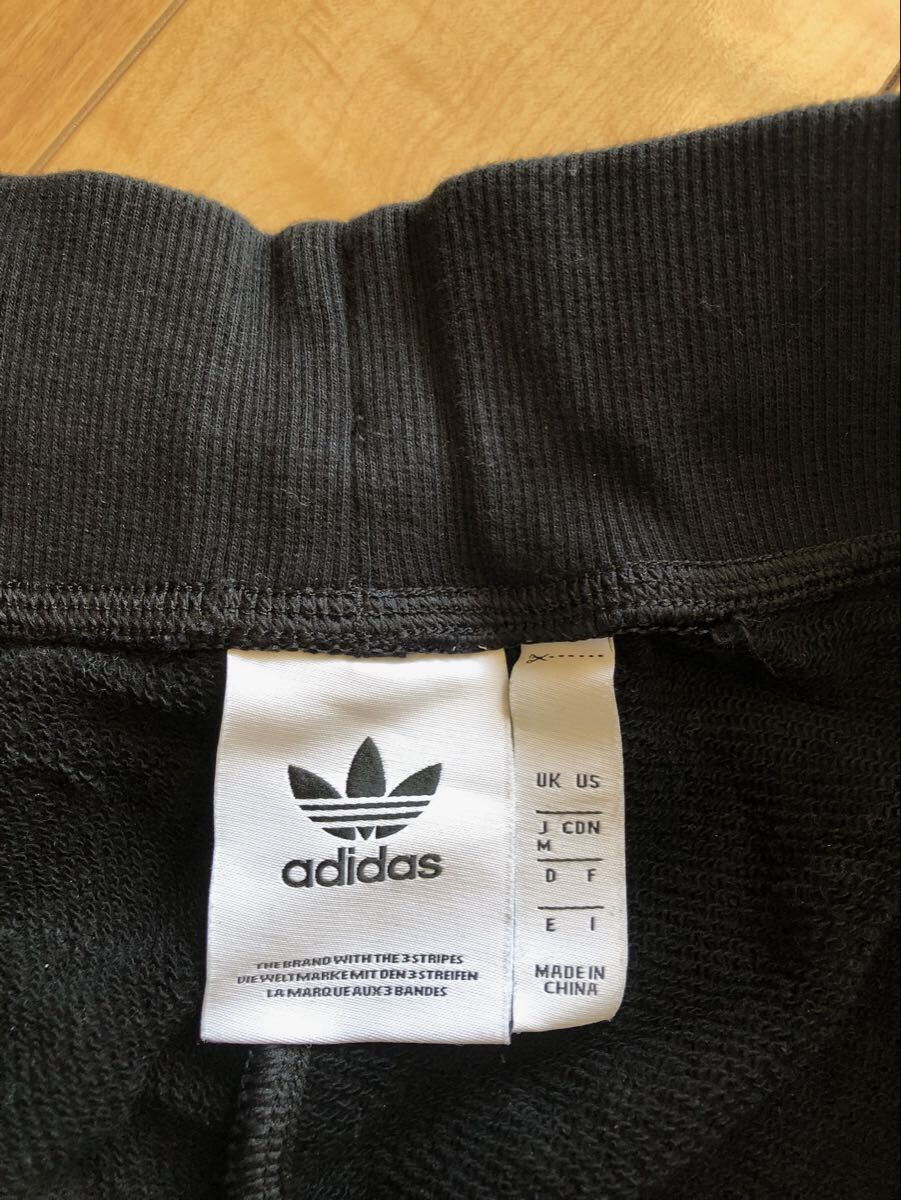 adidas
THE BRAND WITH THE 3 STRIPES
DIE WELTMARKE MIT DEN 3 STREIFEN
LA MARQUE AUX 3 BANDES
UK US
J CDN
M
D F
E I
MADE IN
CHINA